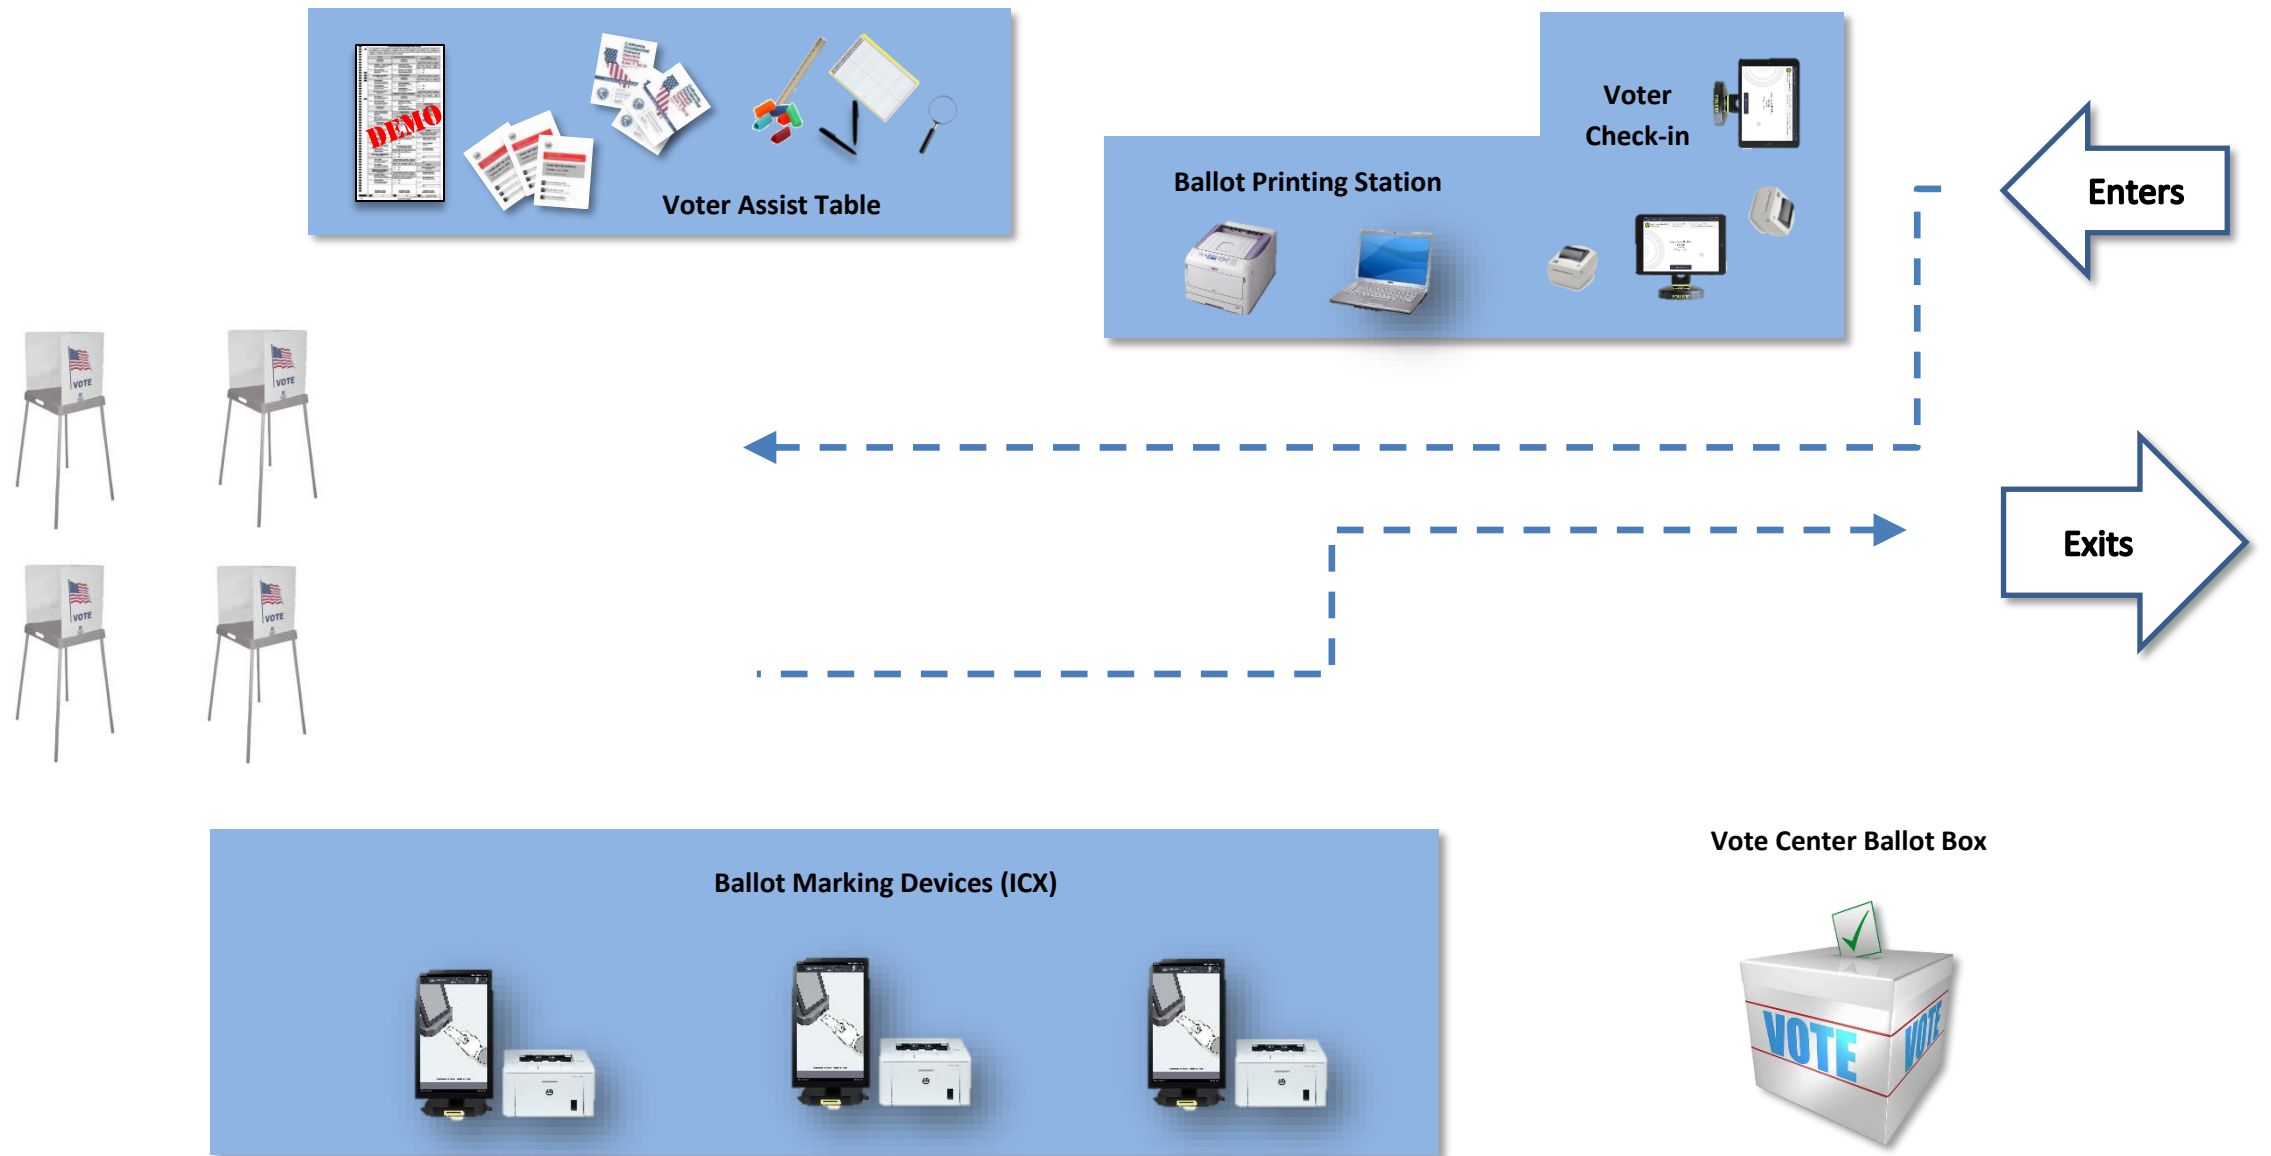 DEMO
Voter Assist Table
Voter
Check-in
Ballot Printing Station
Enters
VOTE
VOTE
Exits
VOTE
VOTE
Ballot Marking Devices (ICX)
Vote Center Ballot Box
VOTE
VOTE